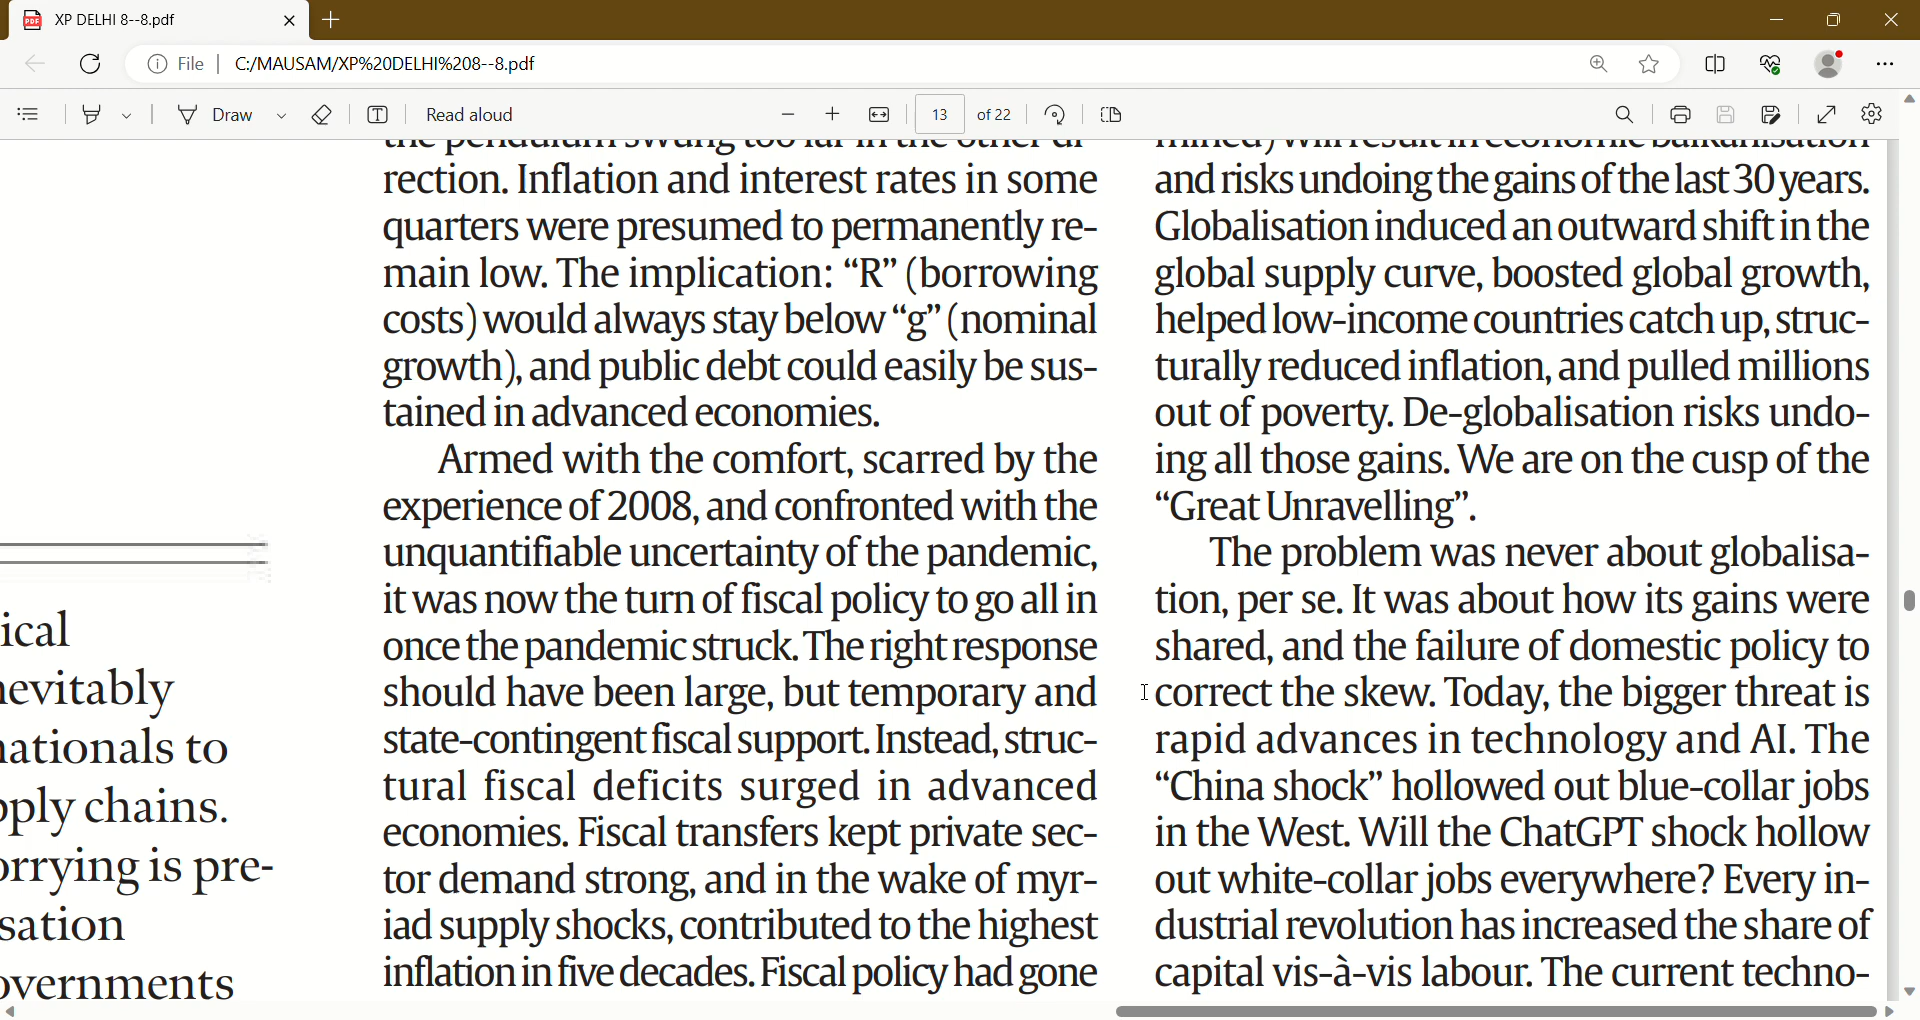 XP DELHI 8--8.pdf
File
C:/MAUSAM/XP%20DELHI%208--8.pdf
Draw
Read aloud
13 of 22
ical
evitably
ationals to
ply chains.
rrying is pre-
sation
vernments
rection. Inflation and interest rates in some
quarters were presumed to permanently re-
main low. The implication: “R” (borrowing
costs) would always stay below “g” (nominal
growth), and public debt could easily be sus-
tained in advanced economies.
Armed with the comfort, scarred by the
experience of 2008, and confronted with the
unquantifiable uncertainty of the pandemic,
it was now the turn of fiscal policy to go all in
once the pandemic struck. The right response
should have been large, but temporary and
state-contingent fiscal support. Instead, struc-
tural fiscal deficits surged in advanced
economies. Fiscal transfers kept private sec-
tor demand strong, and in the wake of myr-
iad supply shocks, contributed to the highest
inflation in five decades. Fiscal policy had gone
and risks undoing the gains of the last 30 years.
Globalisation induced an outward shift in the
global supply curve, boosted global growth,
helped low-income countries catch up, struc-
turally reduced inflation, and pulled millions
out of poverty. De-globalisation risks undo-
ing all those gains. We are on the cusp of the
“Great Unravelling”.
The problem was never about globalisa-
tion, per se. It was about how its gains were
shared, and the failure of domestic policy to
correct the skew. Today, the bigger threat is
rapid advances in technology and AI. The
“China shock” hollowed out blue-collar jobs
in the West. Will the ChatGPT shock hollow
out white-collar jobs everywhere? Every in-
dustrial revolution has increased the share of
capital vis-à-vis labour. The current techno-